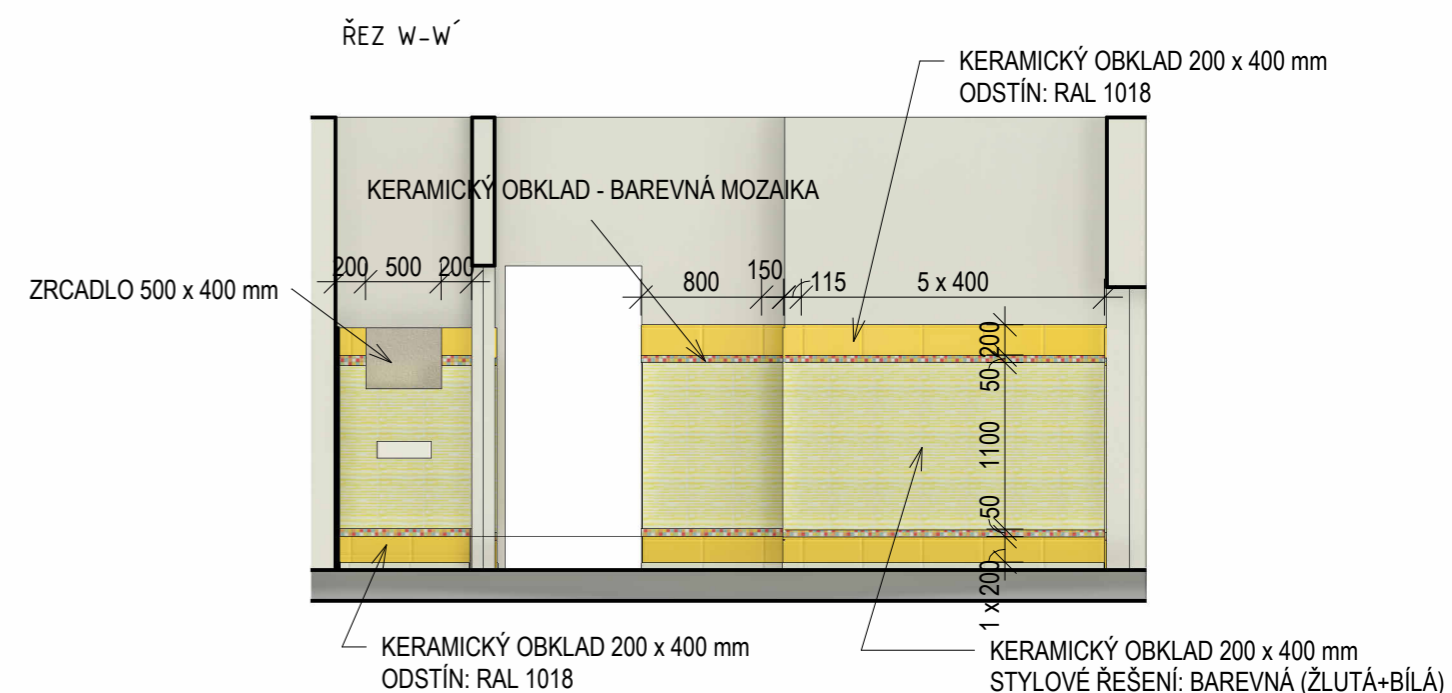 ŘEZ W-W´
KERAMICKÝ OBKLAD 200 x 400 mm
ODSTÍN: RAL 1018
KERAMICKÝ OBKLAD - BAREVNÁ MOZAIKA
200 500 200
ZRCADLO 500 x 400 mm
800 150 115 5 x 400
200
50
1100
50
1 x 200
KERAMICKÝ OBKLAD 200 x 400 mm
ODSTÍN: RAL 1018
KERAMICKÝ OBKLAD 200 x 400 mm
STYLOVÉ ŘEŠENÍ: BAREVNÁ (ŽLUTÁ+BÍLÁ)